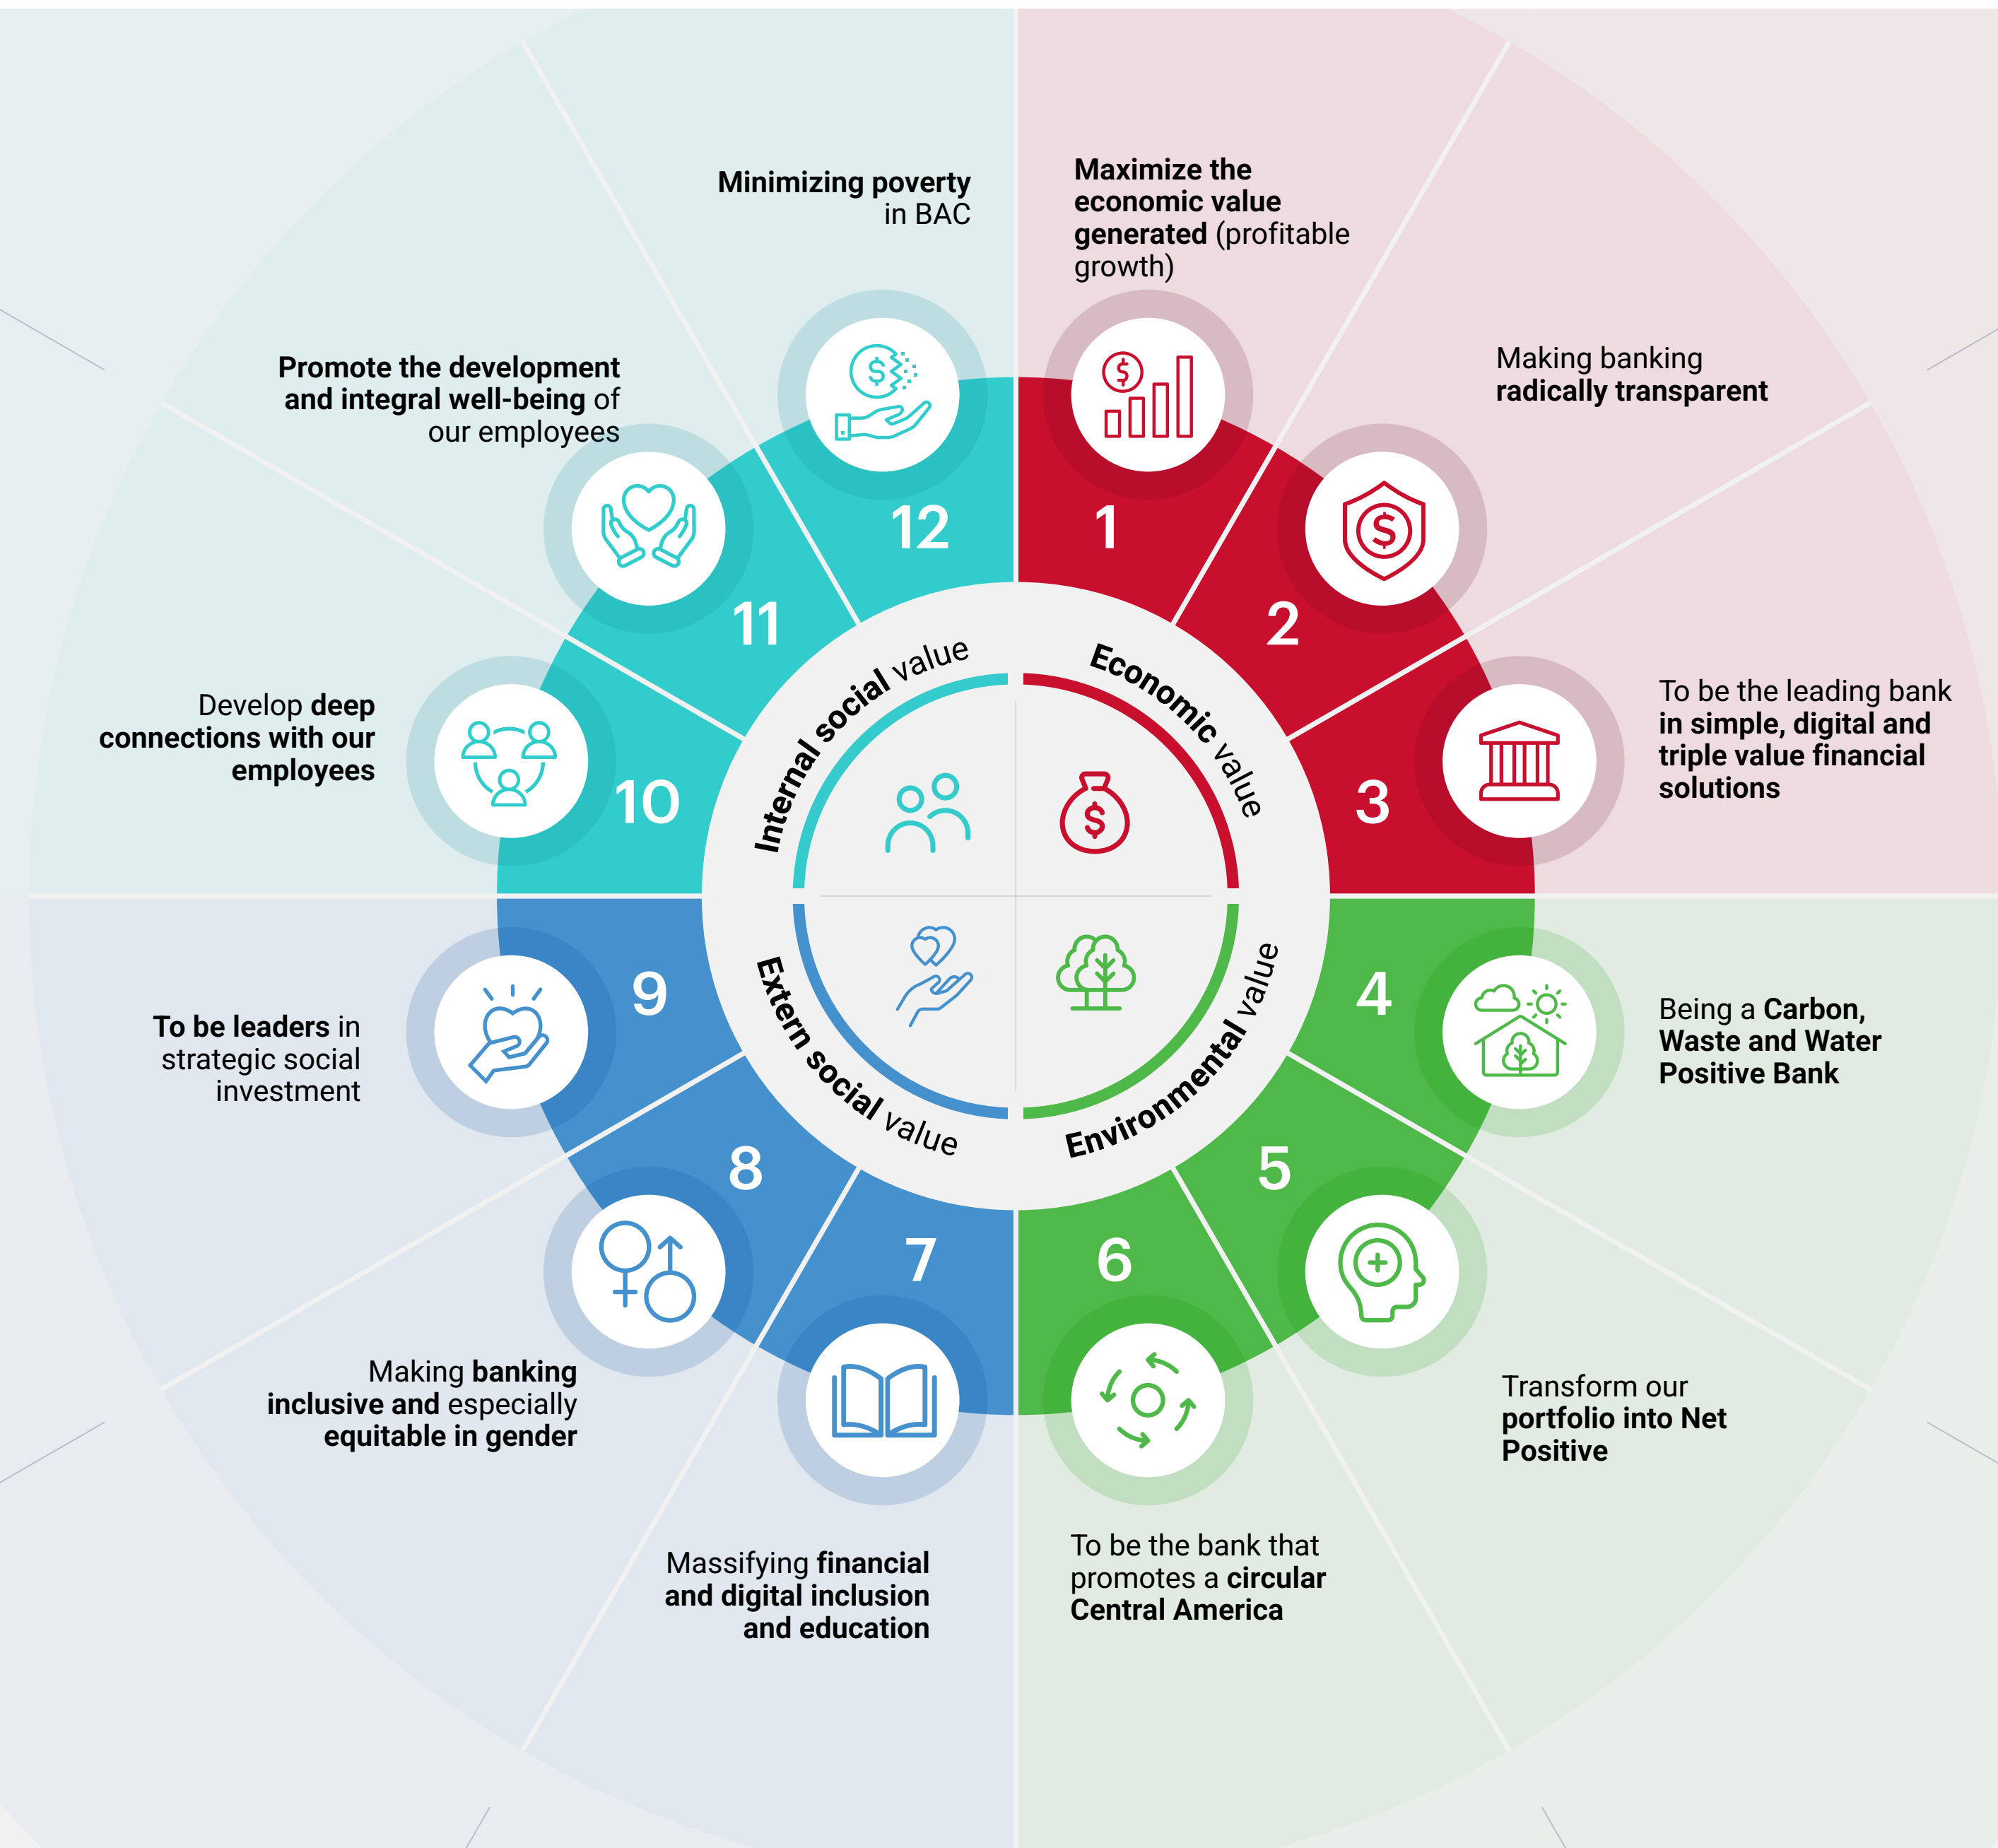 Maximize the
economic value
generated (profitable
growth)
1
Making banking
radically transparent
2
To be the leading bank
in simple, digital and
triple value financial
solutions
3
Being a Carbon,
Waste and Water
Positive Bank
4
Transform our
portfolio into Net
Positive
5
To be the bank that
promotes a circular
Central America
6
Massifying financial
and digital inclusion
and education
7
Making banking
inclusive and especially
equitable in gender
8
To be leaders in
strategic social
investment
9
Develop deep
connections with our
employees
10
Promote the development
and integral well-being of
our employees
11
Minimizing poverty
in BAC
12
Internal social value
Economic value
Extern social value
Environmental value
$
$
$
$